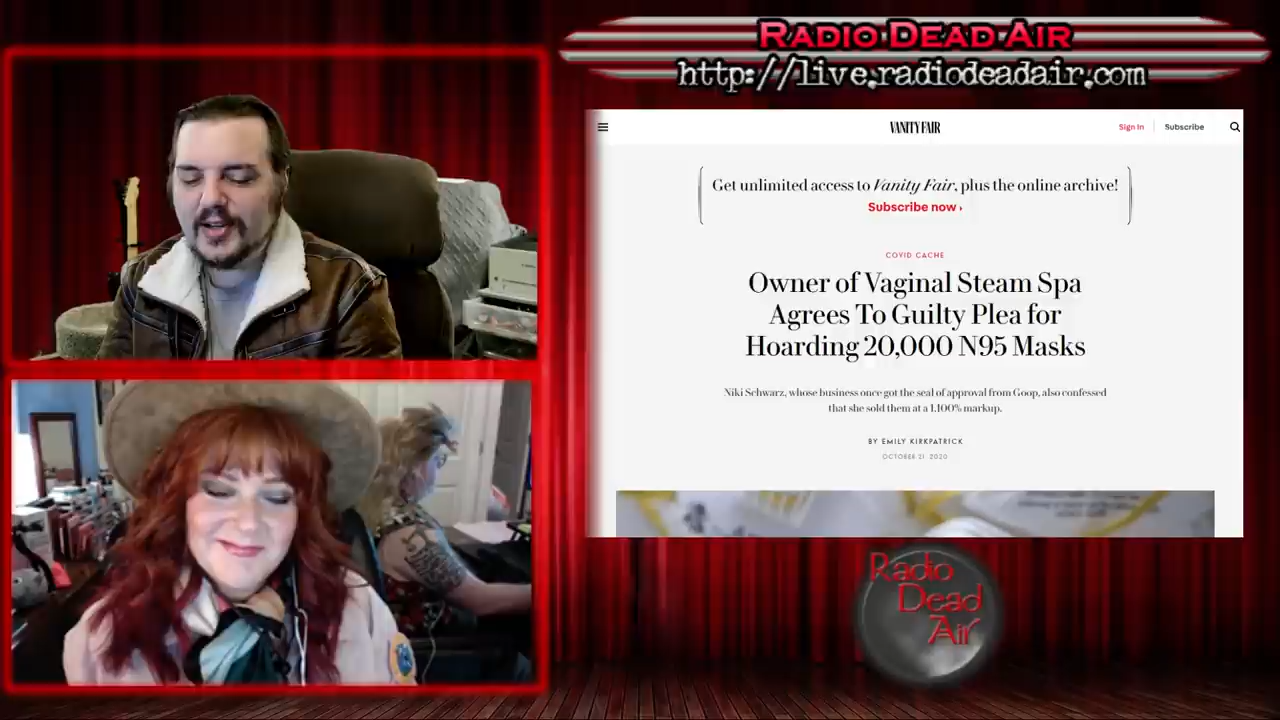 RADIO DEAD AIR
http://live.radiodeadair.com
VANITY FAIR
Sign In
Subscribe
Get unlimited access to Vanity Fair, plus the online archive!
Subscribe now ›
COVID CACHE
Owner of Vaginal Steam Spa
Agrees To Guilty Plea for
Hoarding 20,000 N95 Masks
Niki Schwarz, whose business once got the seal of approval from Goop, also confessed
that she sold them at a 1,100% markup.
BY EMILY KIRKPATRICK
OCTOBER 21, 2020
Radio
Dead
Air